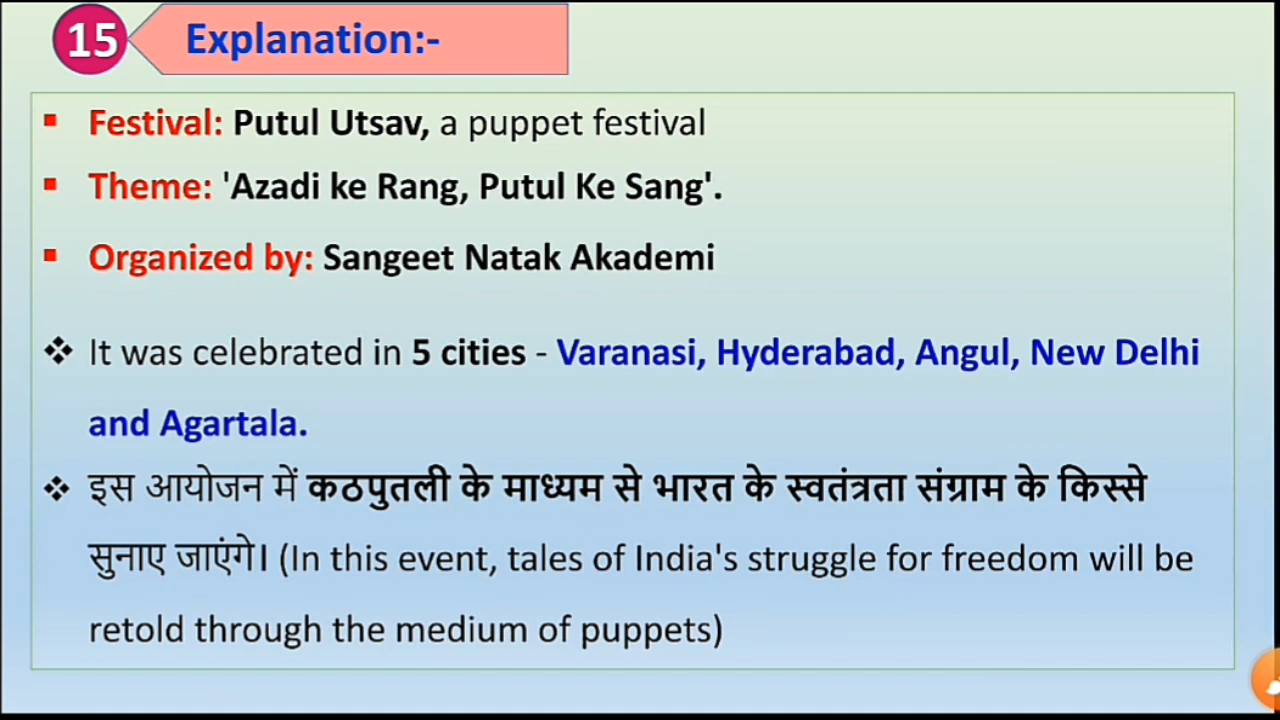 15 Explanation:-
▪ Festival: Putul Utsav, a puppet festival
▪ Theme: 'Azadi ke Rang, Putul Ke Sang'.
▪ Organized by: Sangeet Natak Akademi
❖ It was celebrated in 5 cities - Varanasi, Hyderabad, Angul, New Delhi
and Agartala.
❖ इस आयोजन में कठपुतली के माध्यम से भारत के स्वतंत्रता संग्राम के किस्से
सुनाए जाएंगे। (In this event, tales of India's struggle for freedom will be
retold through the medium of puppets)